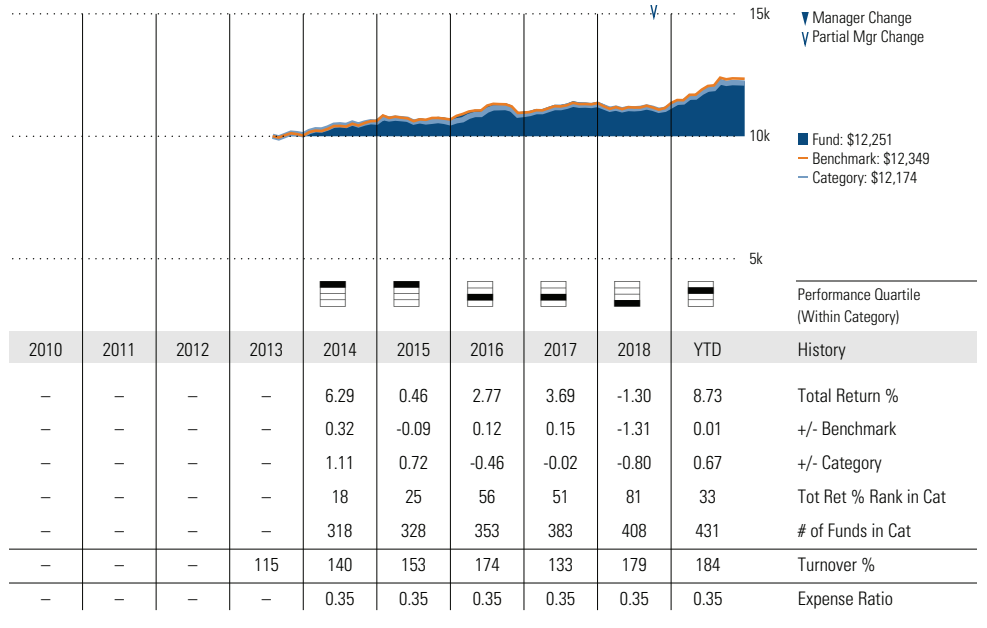 15k
Manager Change
Partial Mgr Change
10k
Fund: $12,251
Benchmark: $12,349
Category: $12,174
5k
Performance Quartile
(Within Category)
2010 2011 2012 2013 2014 2015 2016 2017 2018 YTD History
– – – – 6.29 0.46 2.77 3.69 -1.30 8.73 Total Return %
– – – – 0.32 -0.09 0.12 0.15 -1.31 0.01 +/- Benchmark
– – – – 1.11 0.72 -0.46 -0.02 -0.80 0.67 +/- Category
– – – – 18 25 56 51 81 33 Tot Ret % Rank in Cat
– – – – 318 328 353 383 408 431 # of Funds in Cat
– – – 115 140 153 174 133 179 184 Turnover %
– – – – 0.35 0.35 0.35 0.35 0.35 0.35 Expense Ratio